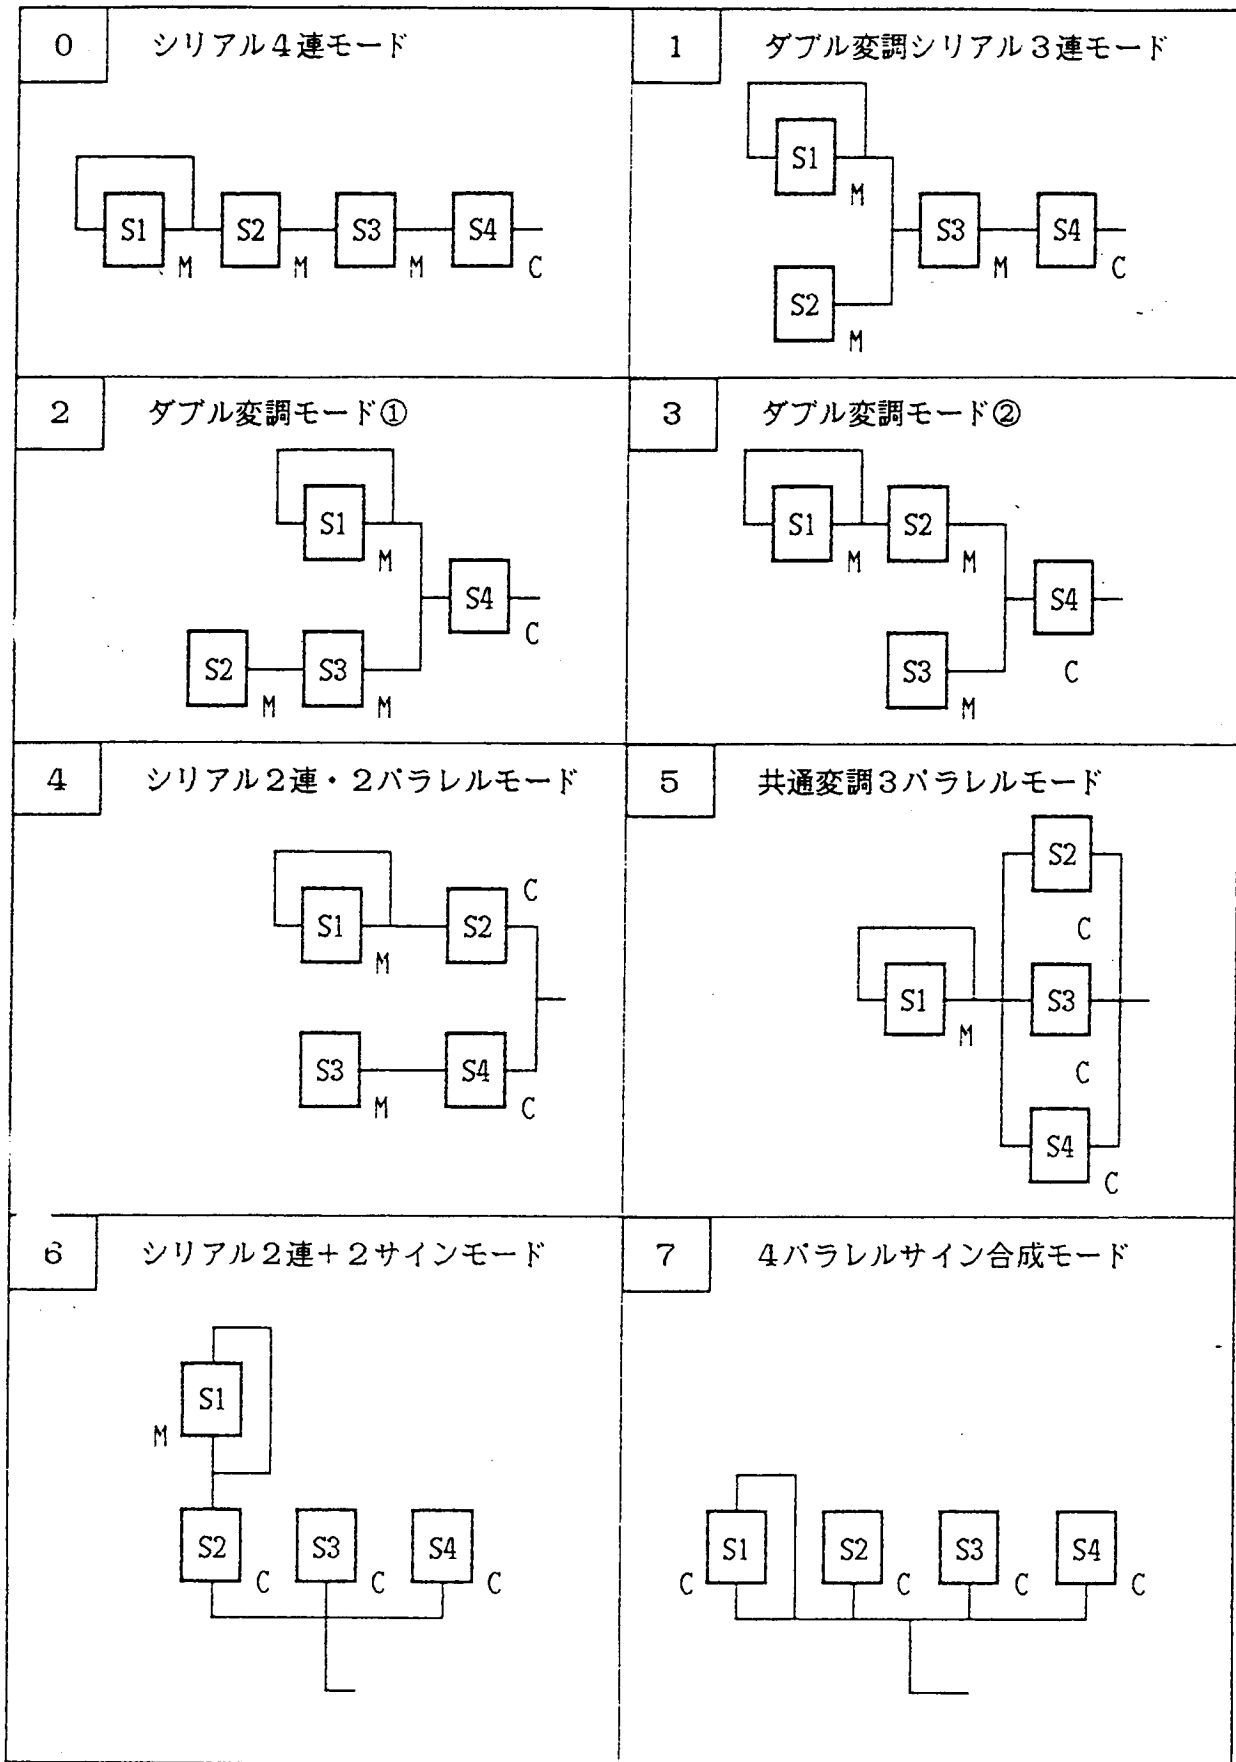 0 シリアル4連モード
S1 S2 S3 S4
M M M C
1 ダブル変調シリアル3連モード
S1
M
S3 S4
M C
S2
M
2 ダブル変調モード①
S1
M
S4
C
S2 S3
M M
3 ダブル変調モード②
S1 S2
M M
S4
C
S3
M
4 シリアル2連・2パラレルモード
C
S1 S2
M
S3 S4
M C
5 共通変調3パラレルモード
S2
C
S1 S3
M
C
S4
C
6 シリアル2連+2サインモード
S1
M
S2 S3 S4
C C C
7 4パラレルサイン合成モード
S1 S2 S3 S4
C C C C